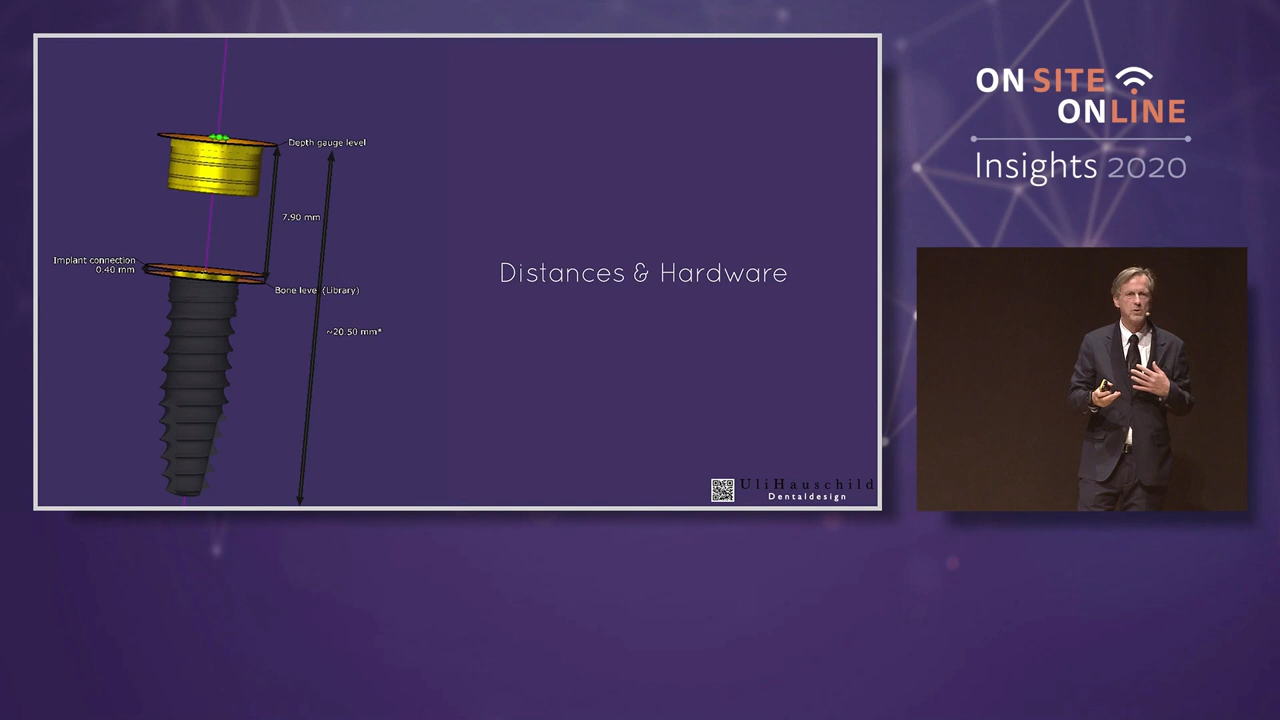 Depth gauge level
7.90 mm
Implant connection
0.40 mm
Bone level (Library)
~20.50 mm*
Distances & Hardware
UliHauschild
Dentaldesign
ON SITE
ONLINE
Insights 2020